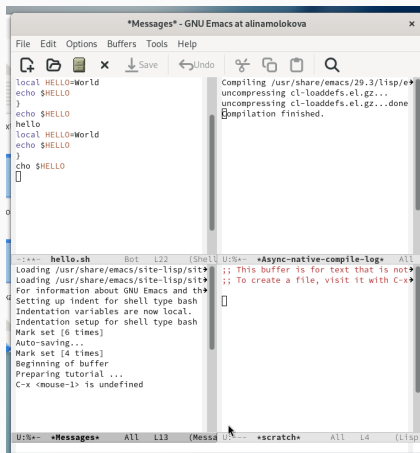 *Messages* - GNU Emacs at alinamolokova
File Edit Options Buffers Tools Help
Save Undo
local HELLO=World
echo $HELLO
}
echo $HELLO
hello
local HELLO=World
echo $HELLO
}
cho $HELLO
-:**- hello.sh Bot L22 (Shell
Compiling /usr/share/emacs/29.3/lisp/e
uncompressing cl-loaddefs.el.gz...
uncompressing cl-loaddefs.el.gz...done
Compilation finished.
U:%*- *Async-native-compile-log* All
Loading /usr/share/emacs/site-lisp/sit
Loading /usr/share/emacs/site-lisp/sit
For information about GNU Emacs and th
Setting up indent for shell type bash
Indentation variables are now local.
Indentation setup for shell type bash
Mark set [6 times]
Auto-saving...
Mark set [4 times]
Beginning of buffer
Preparing tutorial ...
C-x <mouse-1> is undefined
U:%*- *Messages* All L13 (Messa
;; This buffer is for text that is not
;; To create a file, visit it with C-x
U:--- *scratch* All L4 (Lisp